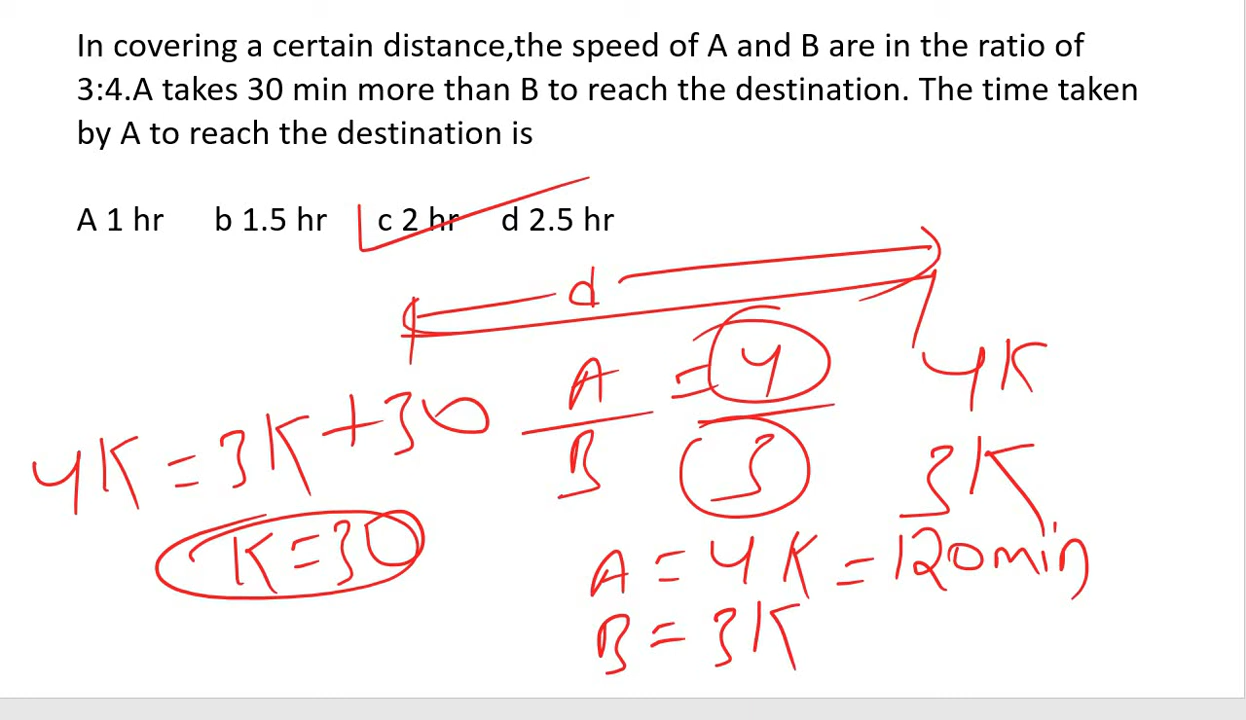 In covering a certain distance,the speed of A and B are in the ratio of
3:4.A takes 30 min more than B to reach the destination. The time taken
by A to reach the destination is
A 1 hr b 1.5 hr c 2 hr d 2.5 hr
d
A/B = 4/3
4K
4K = 3K+30
3K
K=30
A = 4K = 120min
B = 3K